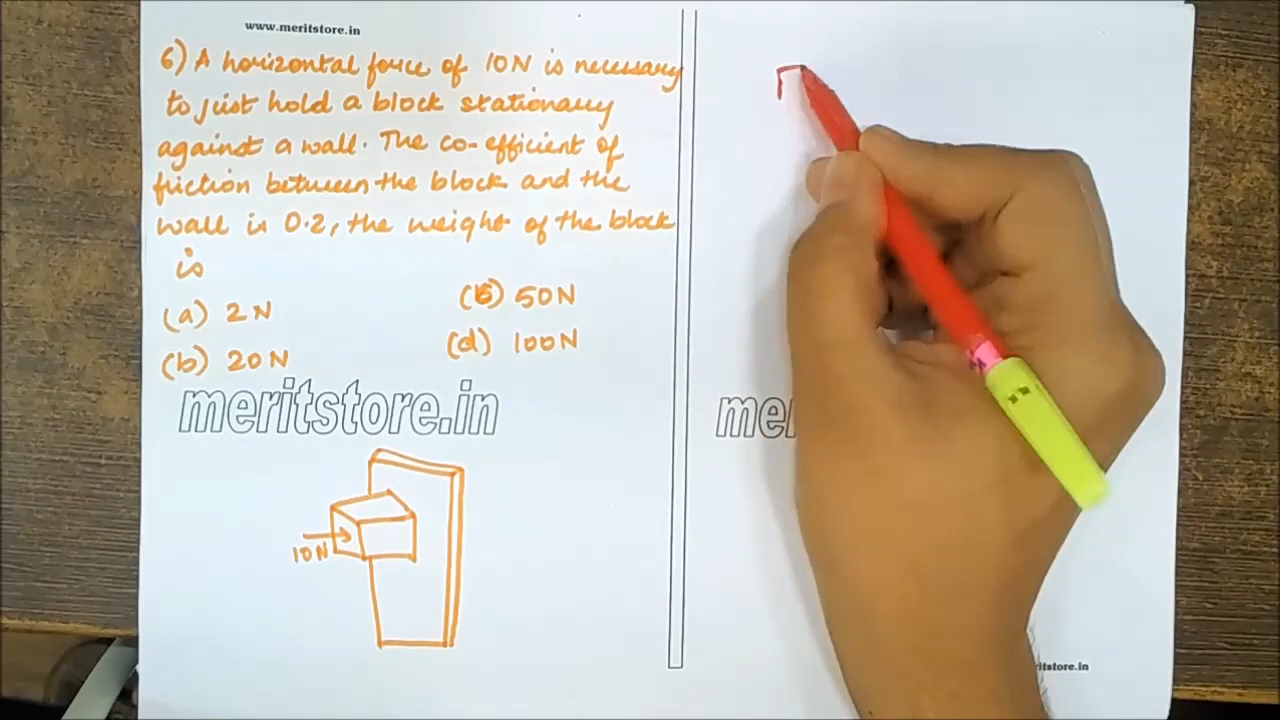 www.meritstore.in
6) A horizontal force of 10N is necessary
to just hold a block stationary
against a wall. The co-efficient of
friction between the block and the
wall is 0.2, the weight of the block
is
(a) 2N
(c) 50N
(b) 20N
(d) 100N
meritstore.in
10N
mer
itstore.in